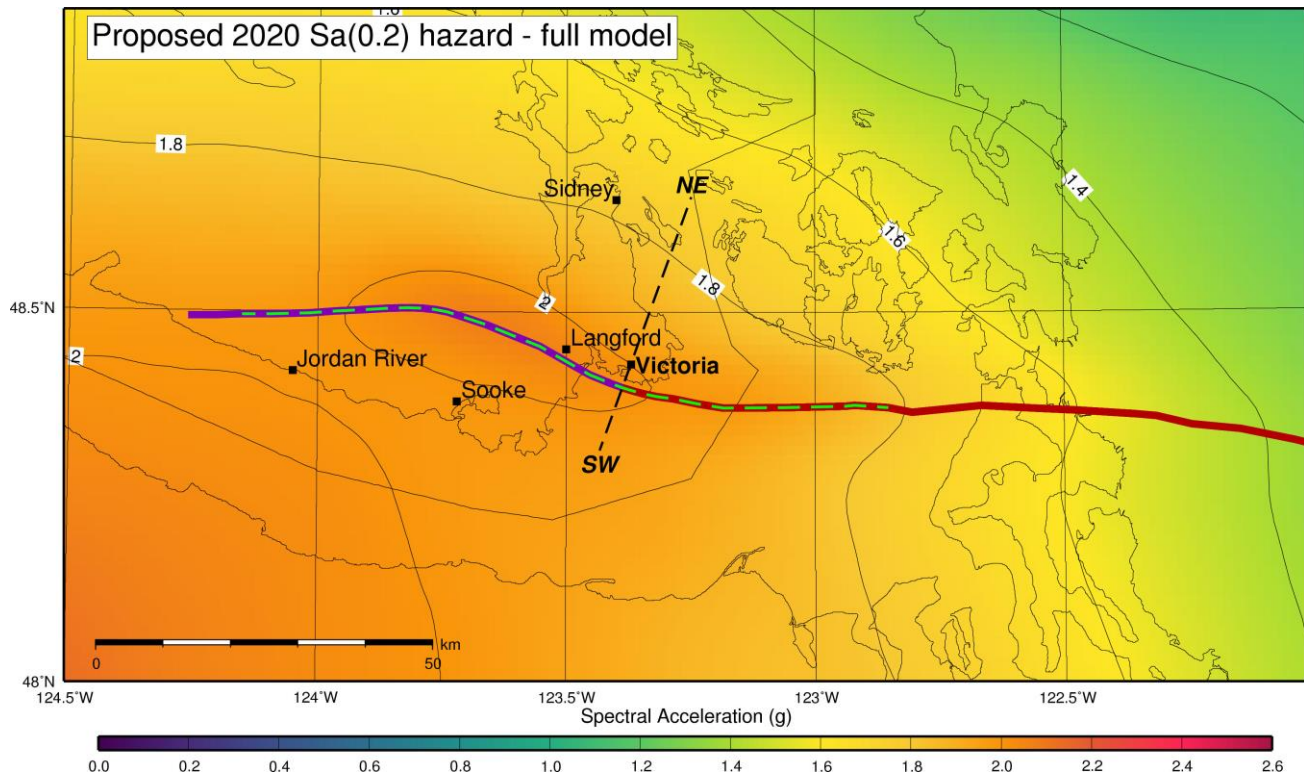 1.6
Proposed 2020 Sa(0.2) hazard - full model
1.8
Sidney
NE
1.4
1.6
1.8
48.5°N
2
Langford
2
Jordan River
Victoria
Sooke
SW
km
0
50
48°N
124.5°W
124°W
123.5°W
123°W
122.5°W
Spectral Acceleration (g)
0.0
0.2
0.4
0.6
0.8
1.0
1.2
1.4
1.6
1.8
2.0
2.2
2.4
2.6